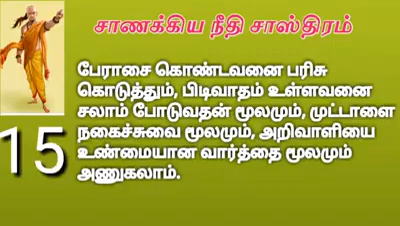 சாணக்கிய நீதி சாஸ்திரம்
பேராசை கொண்டவனை பரிசு
கொடுத்தும், பிடிவாதம் உள்ளவனை
சலாம் போடுவதன் மூலமும், முட்டாளை
நகைச்சுவை மூலமும், அறிவாளியை
உண்மையான வார்த்தை மூலமும்
அணுகலாம்.
15